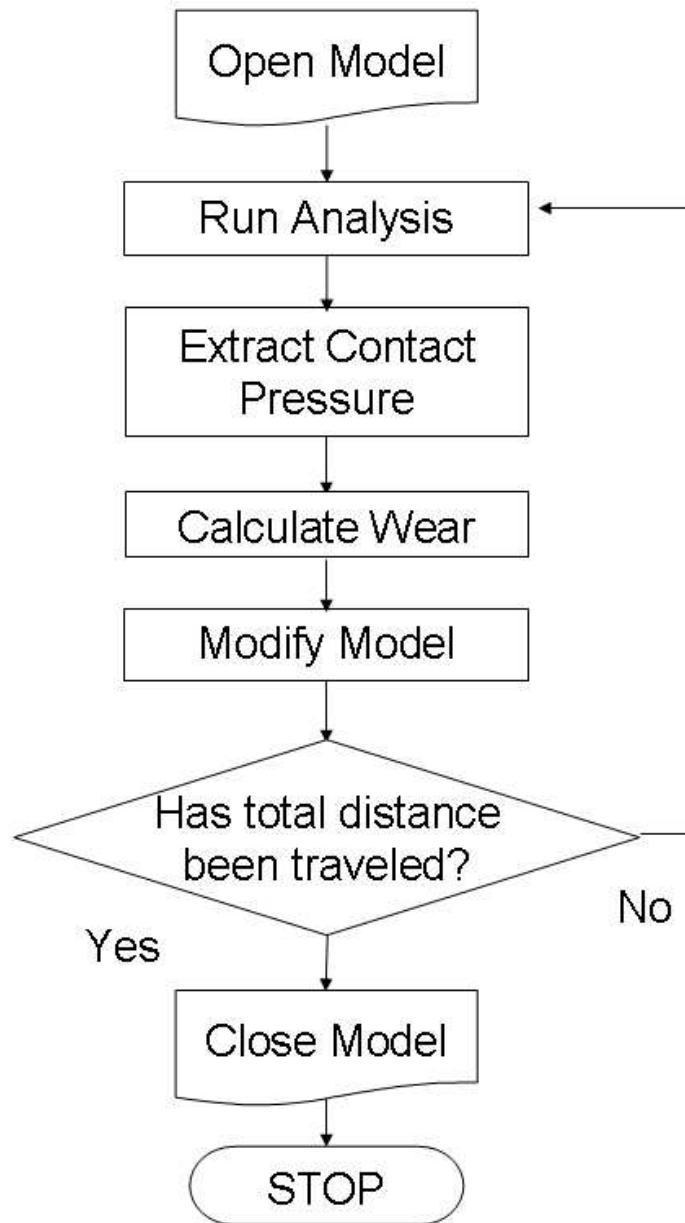 Open Model
Run Analysis
Extract Contact
Pressure
Calculate Wear
Modify Model
Has total distance
been traveled?
No
Yes
Close Model
STOP